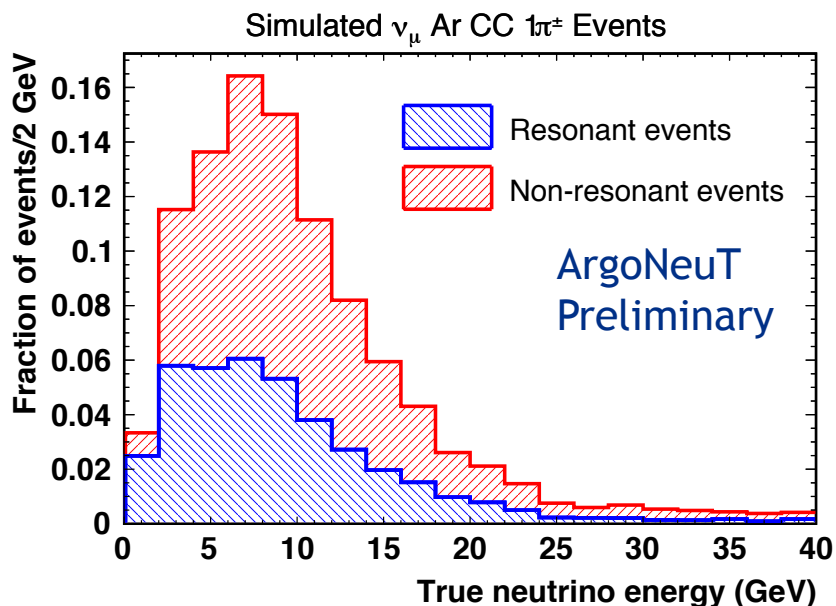 Simulated νμ Ar CC 1π± Events
Fraction of events/2 GeV
0.16
0.14
0.12
0.1
0.08
0.06
0.04
0.02
0
Resonant events
Non-resonant events
ArgoNeuT
Preliminary
0 5 10 15 20 25 30 35 40
True neutrino energy (GeV)